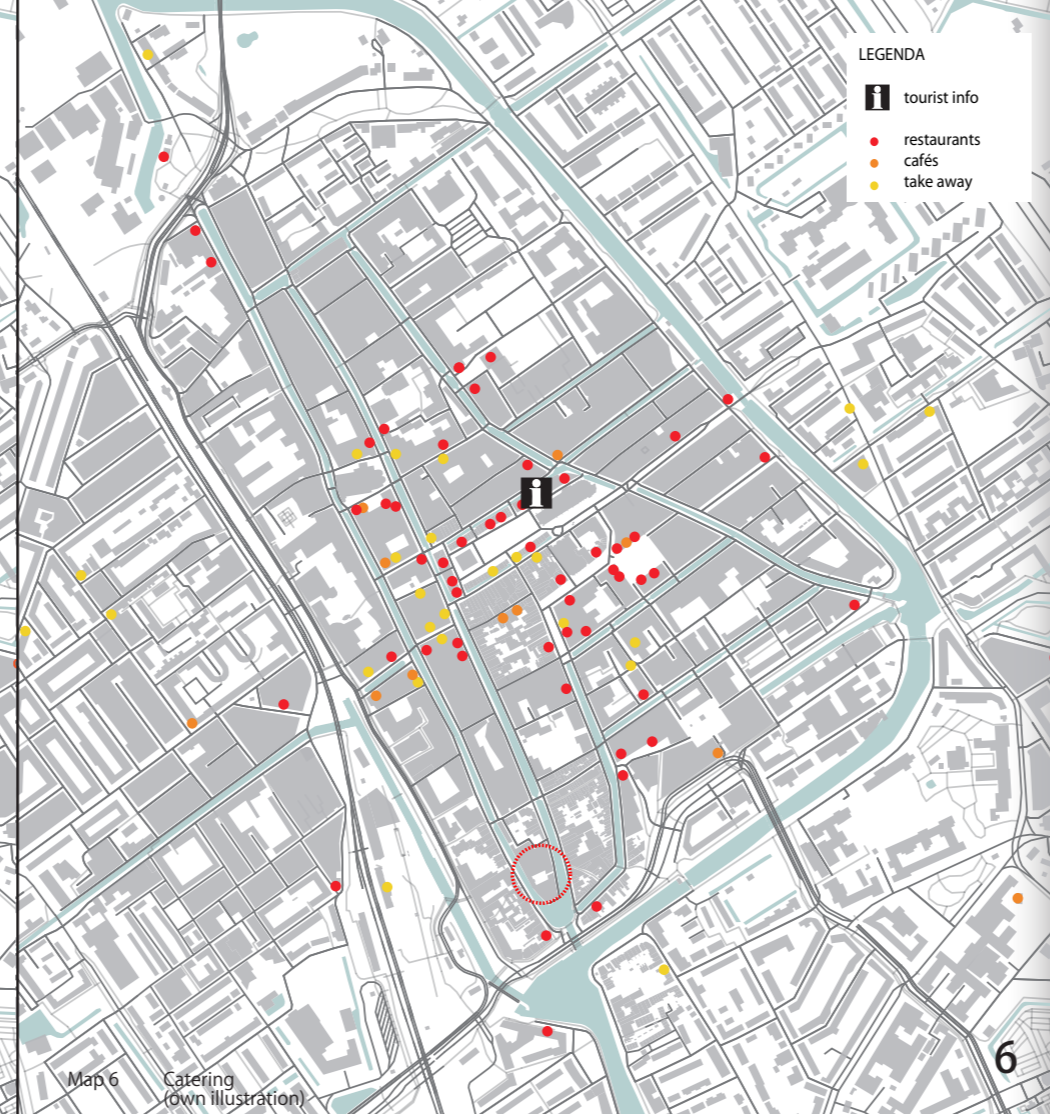 LEGENDA
i tourist info
restaurants
cafés
take away
i
6
Map 6 Catering
(own illustration)